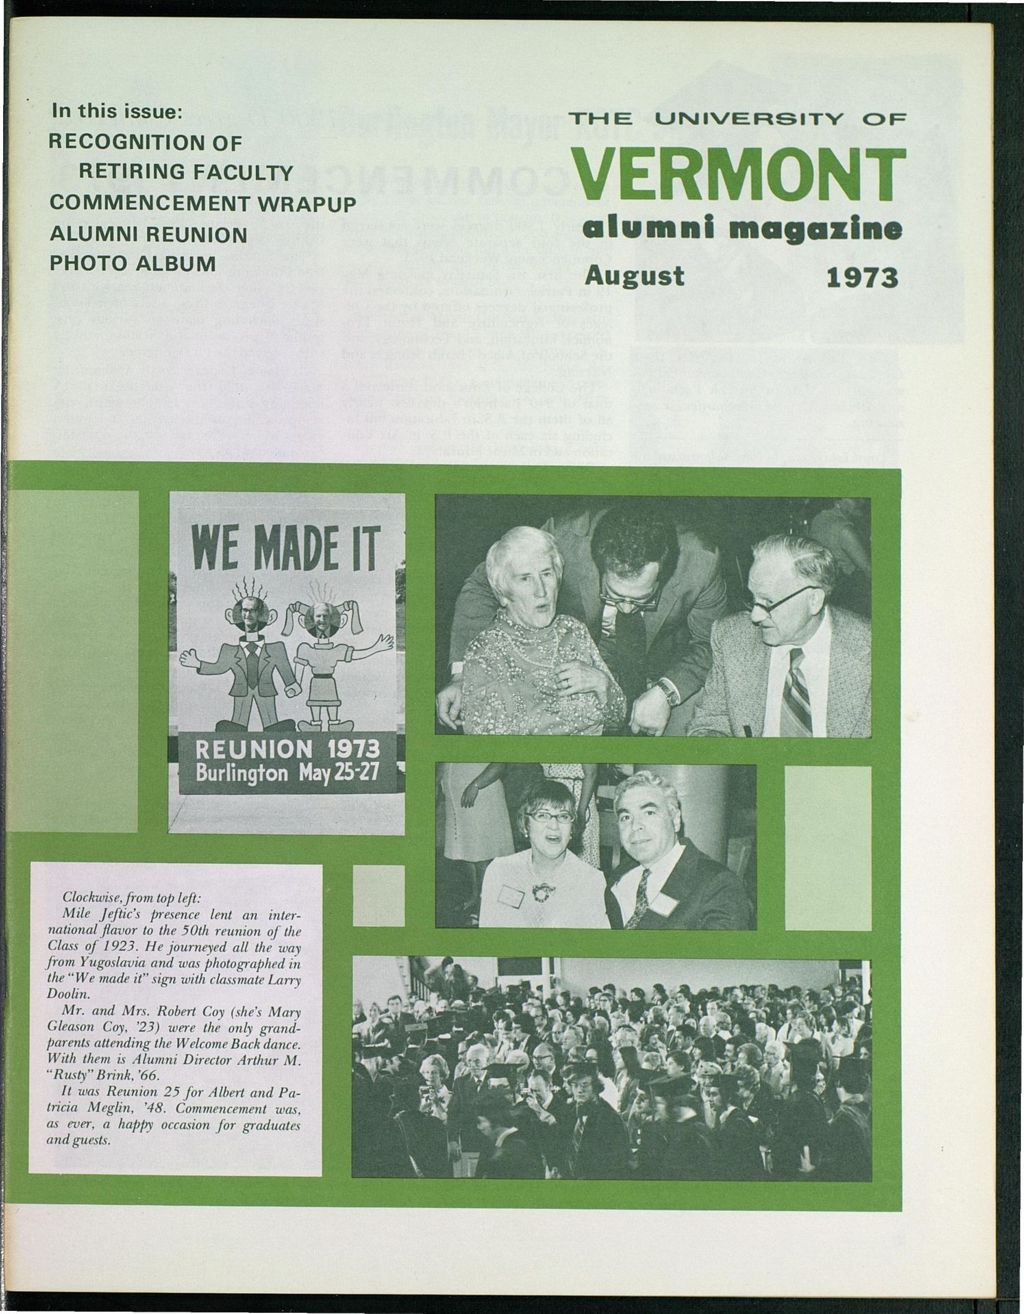 In this issue:
RECOGNITION OF
RETIRING FACULTY
COMMENCEMENT WRAPUP
ALUMNI REUNION
PHOTO ALBUM
THE UNIVERSITY OF
VERMONT
alumni magazine
August 1973
WE MADE IT
REUNION 1973
Burlington May 25-27
Clockwise, from top left:
Mile Jeftic's presence lent an inter-
national flavor to the 50th reunion of the
Class of 1923. He journeyed all the way
from Yugoslavia and was photographed in
the "We made it" sign with classmate Larry
Doolin.
Mr. and Mrs. Robert Coy (she's Mary
Gleason Coy, '23) were the only grand-
parents attending the Welcome Back dance.
With them is Alumni Director Arthur M.
"Rusty" Brink, '66.
It was Reunion 25 for Albert and Pa-
tricia Meglin, '48. Commencement was,
as ever, a happy occasion for graduates
and guests.